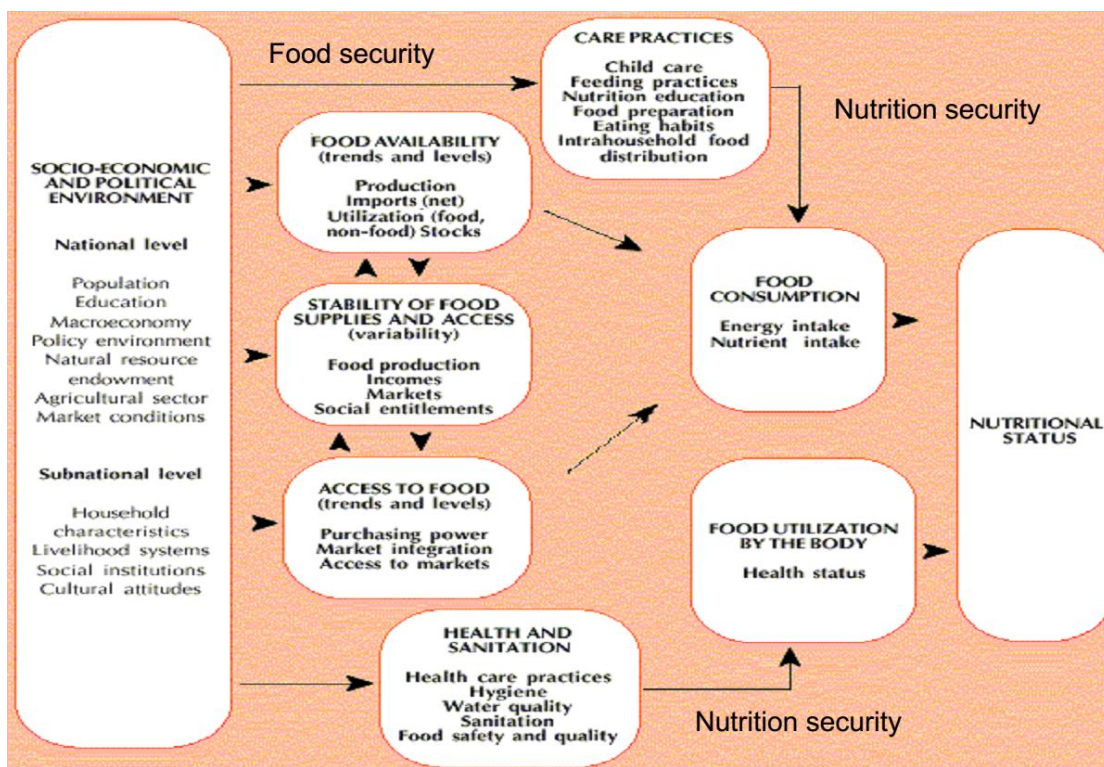 SOCIO-ECONOMIC
AND POLITICAL
ENVIRONMENT
National level
Population
Education
Macroeconomy
Policy environment
Natural resource
endowment
Agricultural sector
Market conditions
Subnational level
Household
characteristics
Livelihood systems
Social institutions
Cultural attitudes
Food security
CARE PRACTICES
Child care
Feeding practices
Nutrition education
Food preparation
Eating habits
Intrahousehold food
distribution
Nutrition security
FOOD AVAILABILITY
(trends and levels)
Production
Imports (net)
Utilization (food,
non-food) Stocks
STABILITY OF FOOD
SUPPLIES AND ACCESS
(variability)
Food production
Incomes
Markets
Social entitlements
ACCESS TO FOOD
(trends and levels)
Purchasing power
Market integration
Access to markets
HEALTH AND
SANITATION
Health care practices
Hygiene
Water quality
Sanitation
Food safety and quality
FOOD
CONSUMPTION
Energy intake
Nutrient intake
FOOD UTILIZATION
BY THE BODY
Health status
Nutrition security
NUTRITIONAL
STATUS